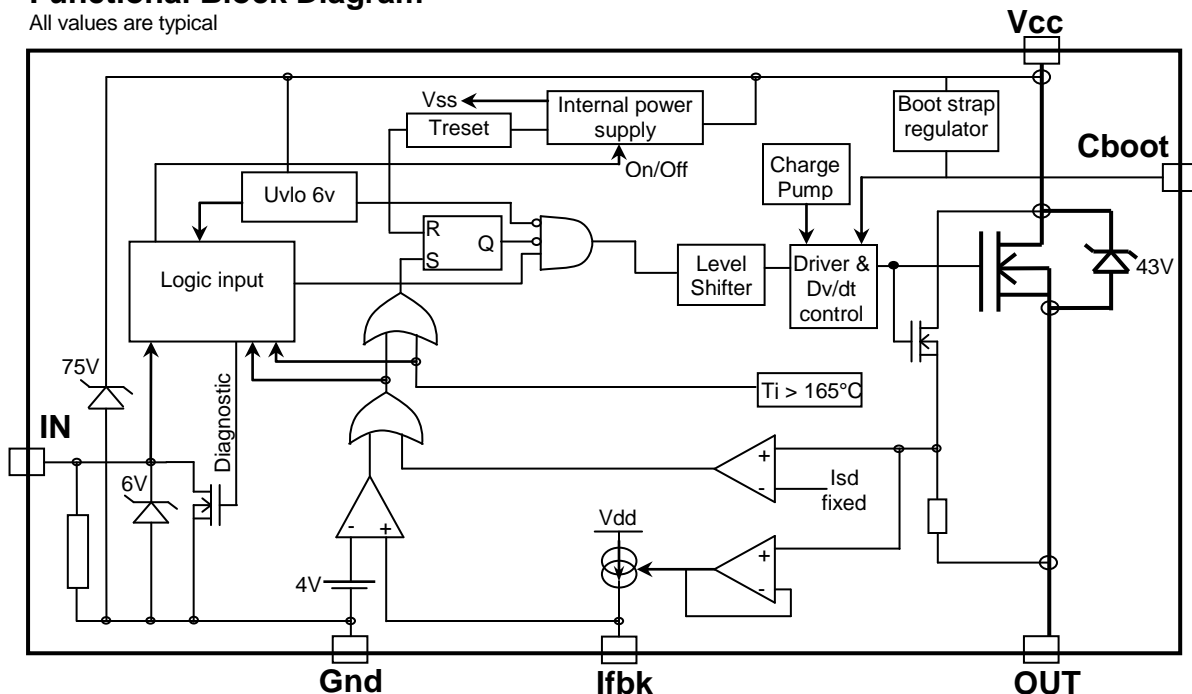 Functional Block Diagram
All values are typical
Vcc
Vss
Internal power
supply
Treset
Boot strap
regulator
Cboot
On/Off
Charge
Pump
Uvlo 6v
R
S
Q
Logic input
Level
Shifter
Driver &
Dv/dt
control
43V
75V
Tj > 165°C
IN
Diagnostic
6V
+
-
Isd
fixed
Vdd
-
+
+
-
4V
Gnd
Ifbk
OUT